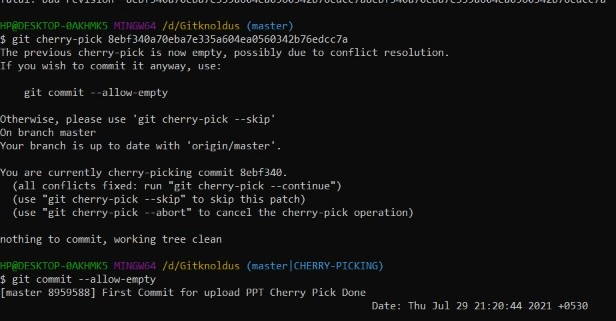 HP@DESKTOP-0AKHMK5 MINGW64 /d/Gitknoldus (master)
$ git cherry-pick 8ebf340a70eba7e335a604ea0560342b76edcc7a
The previous cherry-pick is now empty, possibly due to conflict resolution.
If you wish to commit it anyway, use:
git commit --allow-empty
Otherwise, please use 'git cherry-pick --skip'
On branch master
Your branch is up to date with 'origin/master'.
You are currently cherry-picking commit 8ebf340.
(all conflicts fixed: run "git cherry-pick --continue")
(use "git cherry-pick --skip" to skip this patch)
(use "git cherry-pick --abort" to cancel the cherry-pick operation)
nothing to commit, working tree clean
HP@DESKTOP-0AKHMK5 MINGW64 /d/Gitknoldus (master|CHERRY-PICKING)
$ git commit --allow-empty
[master 8959588] First Commit for upload PPT Cherry Pick Done
Date: Thu Jul 29 21:20:44 2021 +0530